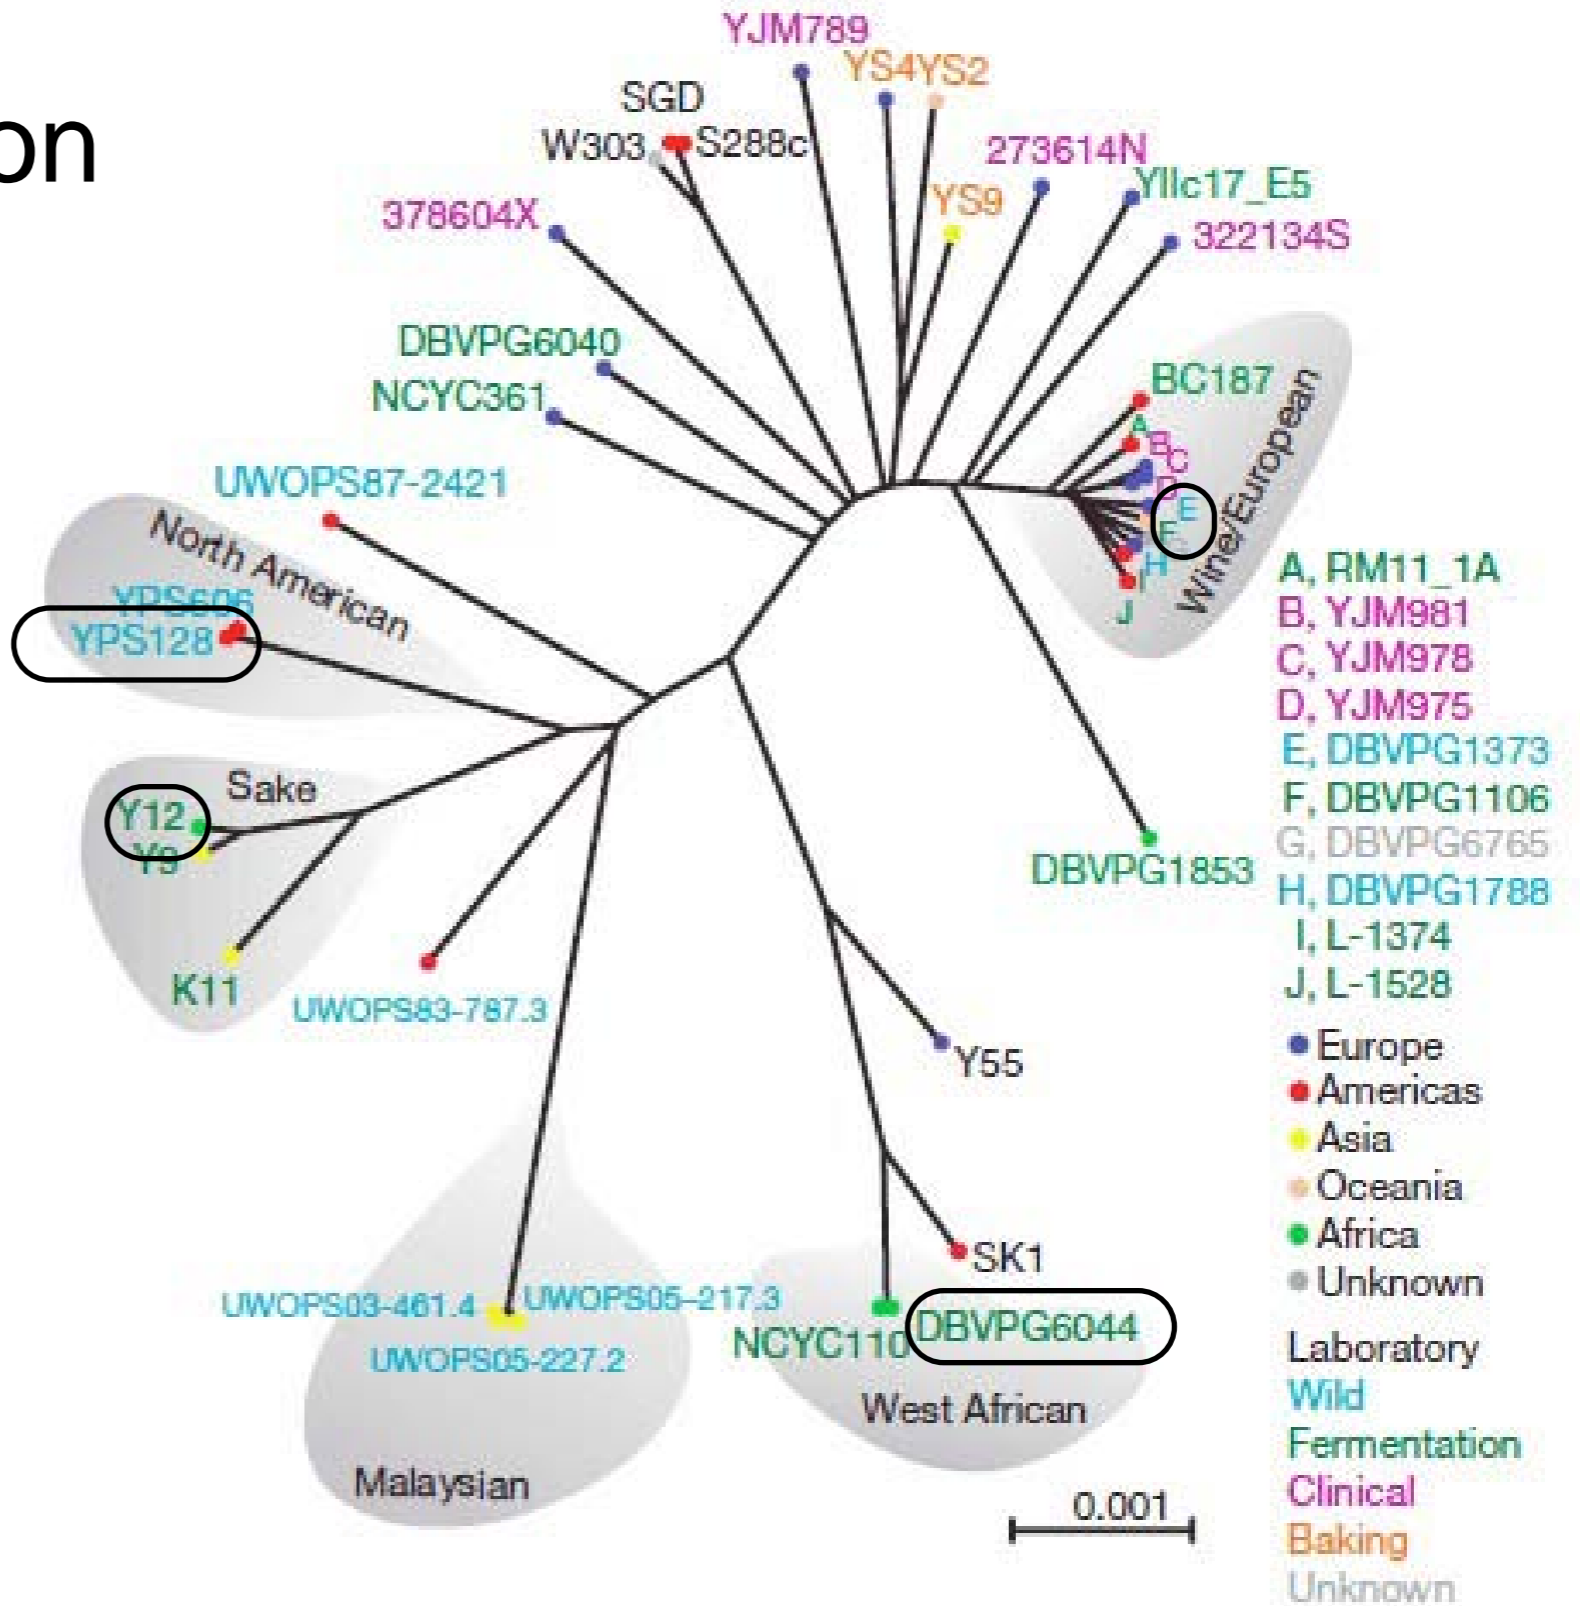 on
YJM789
YS4
YS2
SGD
W303
S288c
273614N
YIIc17_E5
YS9
378604X
322134S
DBVPG6040
NCYC361
BC187
UWOPS87-2421
A
B
C
D
E
F
H
I
J
Wine/European
North American
YPS606
YPS128
Sake
Y12
Y9
K11
UWOPS83-787.3
DBVPG1853
Y55
SK1
UWOPS03-461.4
UWOPS05-217.3
UWOPS05-227.2
NCYC110
DBVPG6044
West African
Malaysian
0.001
A, RM11_1A
B, YJM981
C, YJM978
D, YJM975
E, DBVPG1373
F, DBVPG1106
G, DBVPG6765
H, DBVPG1788
I, L-1374
J, L-1528
Europe
Americas
Asia
Oceania
Africa
Unknown
Laboratory
Wild
Fermentation
Clinical
Baking
Unknown